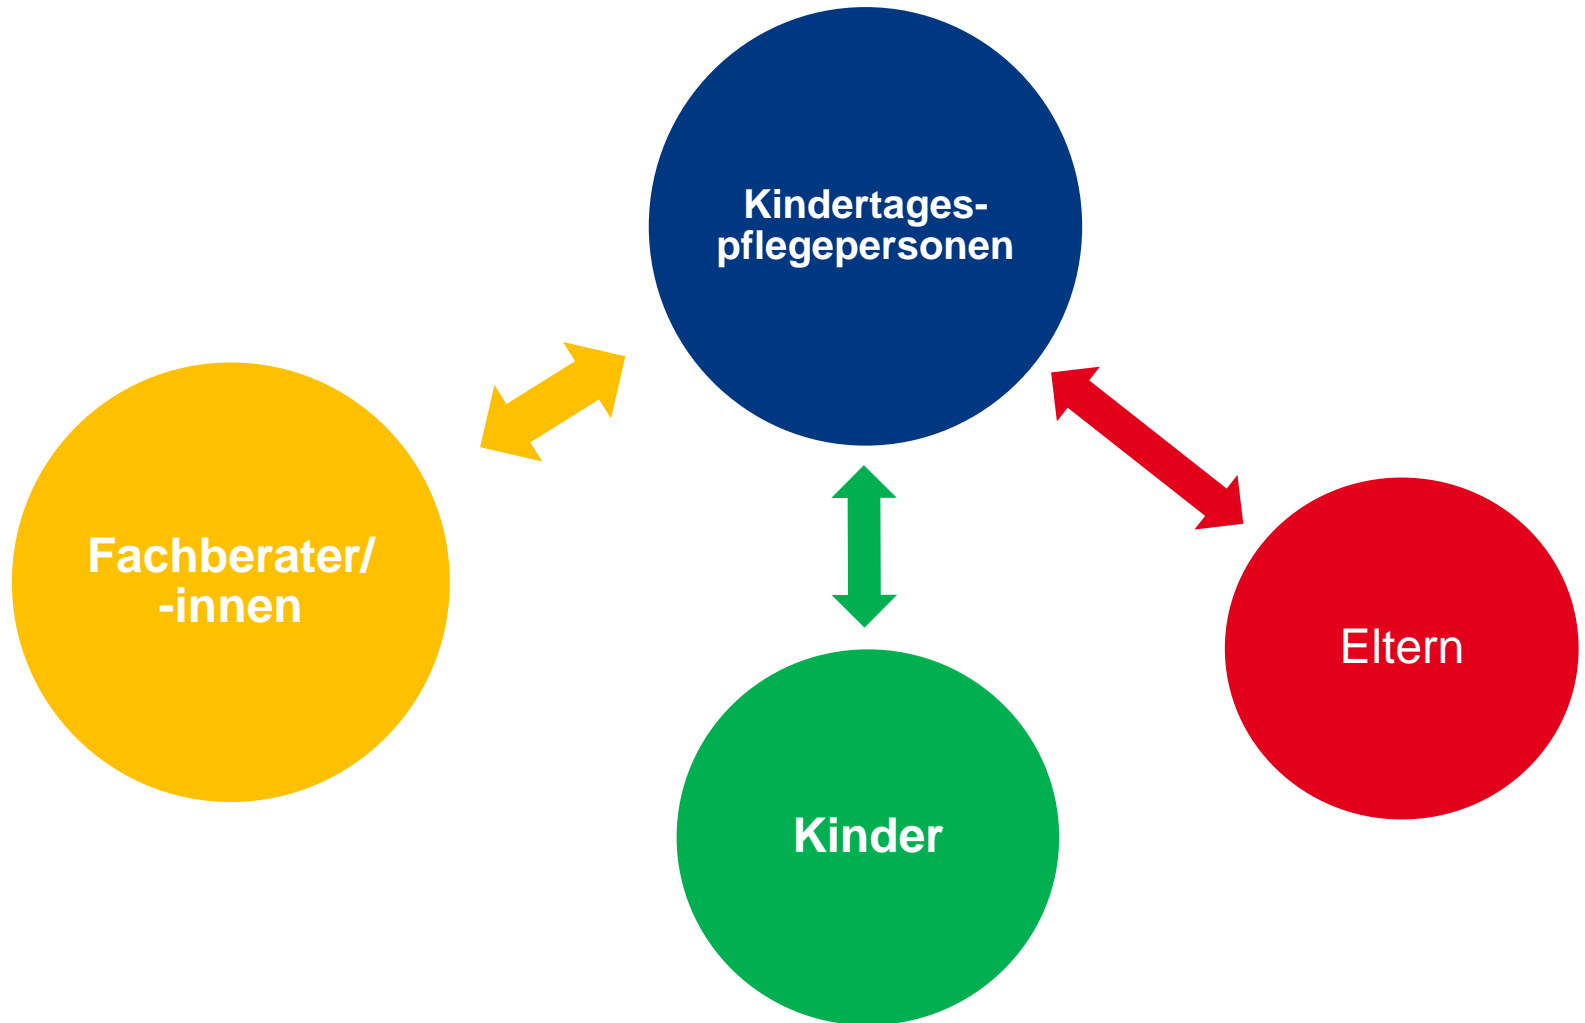 Kindertages-
pflegepersonen
Fachberater/
-innen
Eltern
Kinder